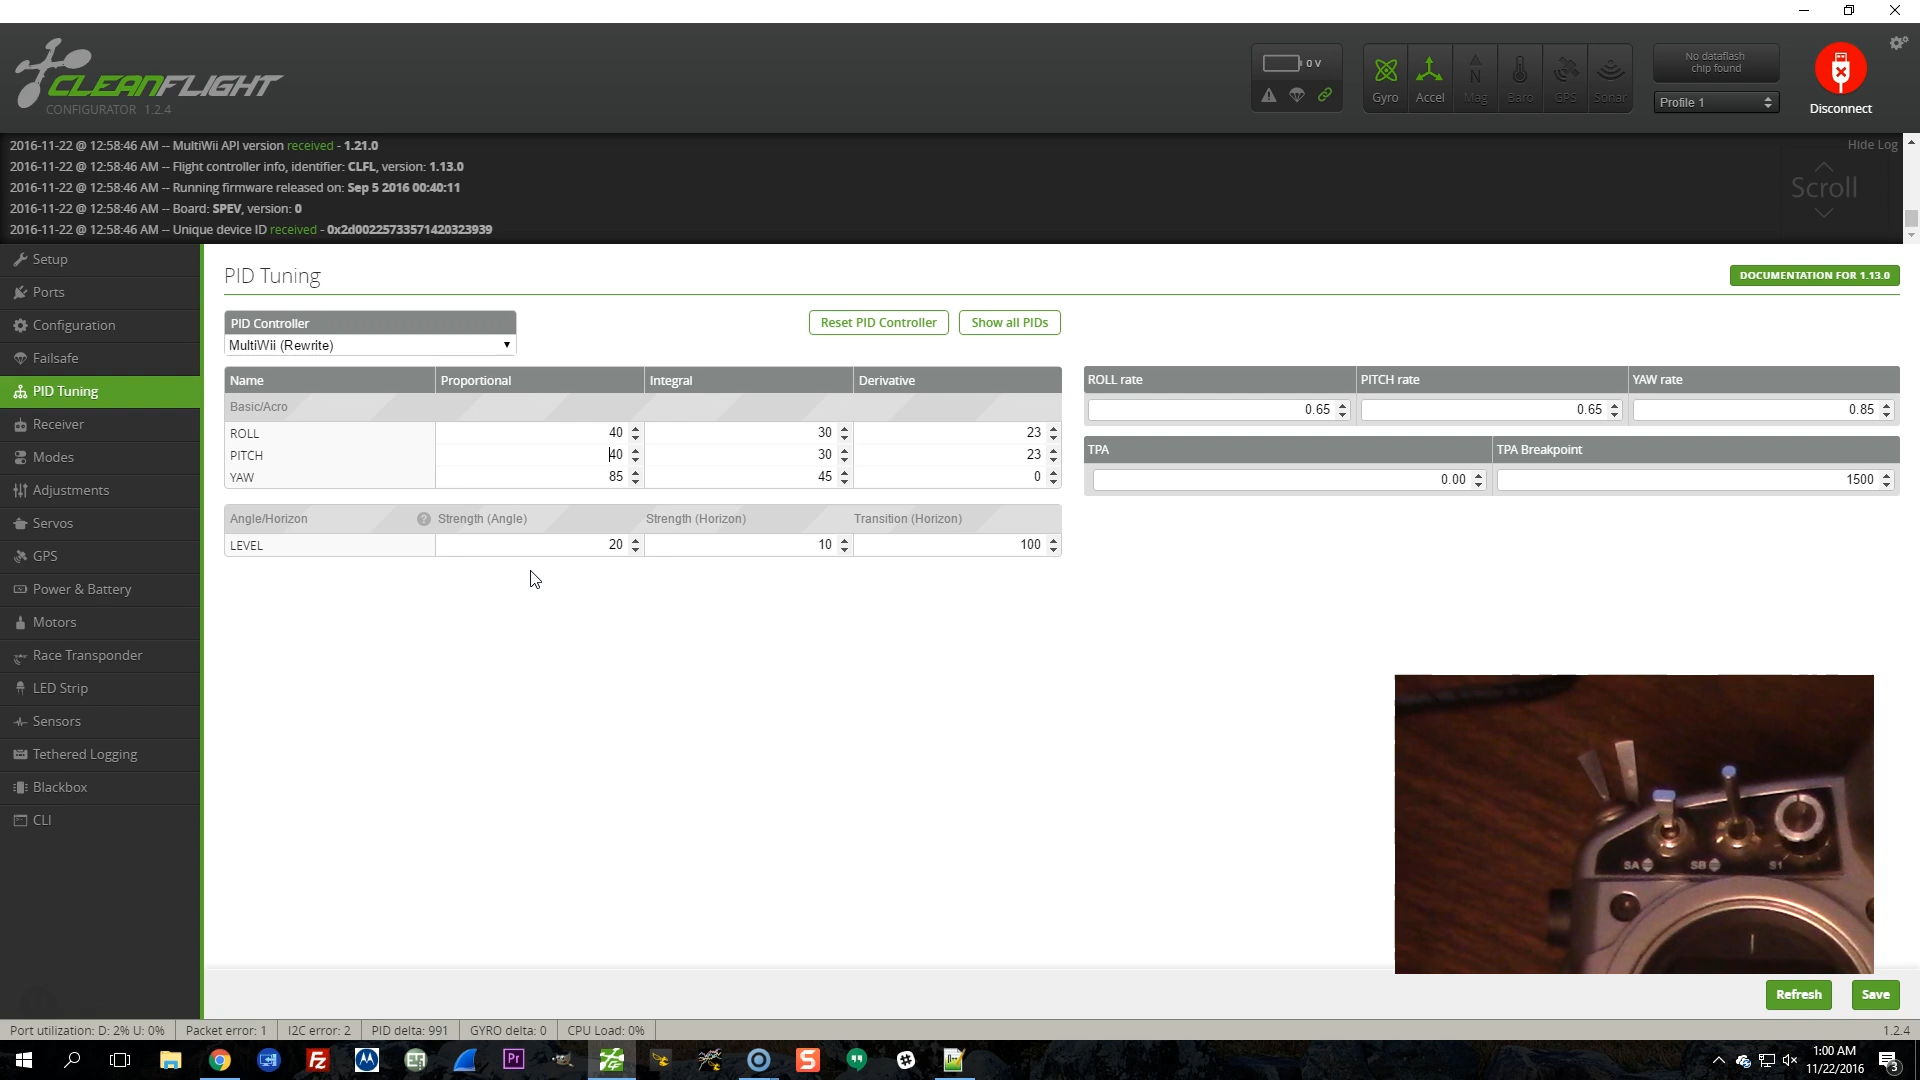 CLEANFLIGHT
CONFIGURATOR 1.2.4
0 V
Gyro
Accel
Mag
Baro
GPS
Sonar
No dataflash
chip found
Profile 1
Disconnect
2016-11-22 @ 12:58:46 AM -- MultiWii API version received - 1.21.0
2016-11-22 @ 12:58:46 AM -- Flight controller info, identifier: CLFL, version: 1.13.0
2016-11-22 @ 12:58:46 AM -- Running firmware released on: Sep 5 2016 00:40:11
2016-11-22 @ 12:58:46 AM -- Board: SPEV, version: 0
2016-11-22 @ 12:58:46 AM -- Unique device ID received - 0x2d00225733571420323939
Hide Log
Scroll
Setup
Ports
Configuration
Failsafe
PID Tuning
Receiver
Modes
Adjustments
Servos
GPS
Power & Battery
Motors
Race Transponder
LED Strip
Sensors
Tethered Logging
Blackbox
CLI
PID Tuning
DOCUMENTATION FOR 1.13.0
PID Controller
MultiWii (Rewrite)
Reset PID Controller
Show all PIDs
Name Proportional Integral Derivative
Basic/Acro
ROLL 40 30 23
PITCH 40 30 23
YAW 85 45 0
Angle/Horizon ? Strength (Angle) Strength (Horizon) Transition (Horizon)
LEVEL 20 10 100
ROLL rate PITCH rate YAW rate
0.65 0.65 0.85
TPA TPA Breakpoint
0.00 1500
SA SB S1
Refresh Save
Port utilization: D: 2% U: 0% Packet error: 1 I2C error: 2 PID delta: 991 GYRO delta: 0 CPU Load: 0% 1.2.4
1:00 AM
11/22/2016
3